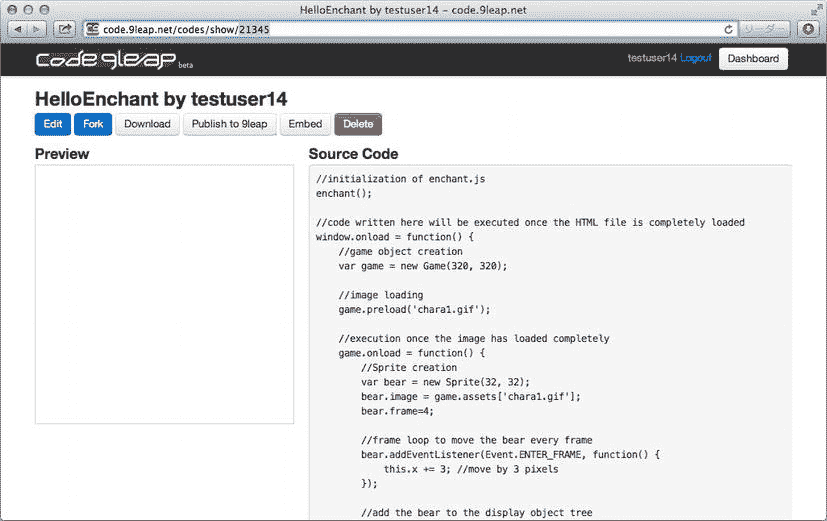 HelloEnchant by testuser14 – code.9leap.net
code.9leap.net/codes/show/21345
リーダー
code 9leap beta
testuser14 Logout Dashboard
HelloEnchant by testuser14
Edit Fork Download Publish to 9leap Embed Delete
Preview
Source Code
//initialization of enchant.js
enchant();
//code written here will be executed once the HTML file is completely loaded
window.onload = function() {
//game object creation
var game = new Game(320, 320);
//image loading
game.preload('chara1.gif');
//execution once the image has loaded completely
game.onload = function() {
//Sprite creation
var bear = new Sprite(32, 32);
bear.image = game.assets['chara1.gif'];
bear.frame=4;
//frame loop to move the bear every frame
bear.addEventListener(Event.ENTER_FRAME, function() {
this.x += 3; //move by 3 pixels
});
//add the bear to the display object tree